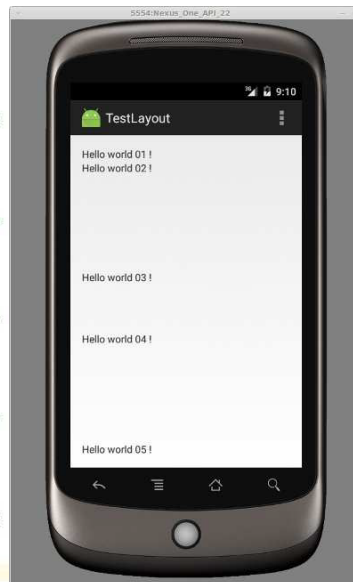 5554:Nexus_One_API_22
3G 9:10
TestLayout
Hello world 01 !
Hello world 02 !
Hello world 03 !
Hello world 04 !
Hello world 05 !